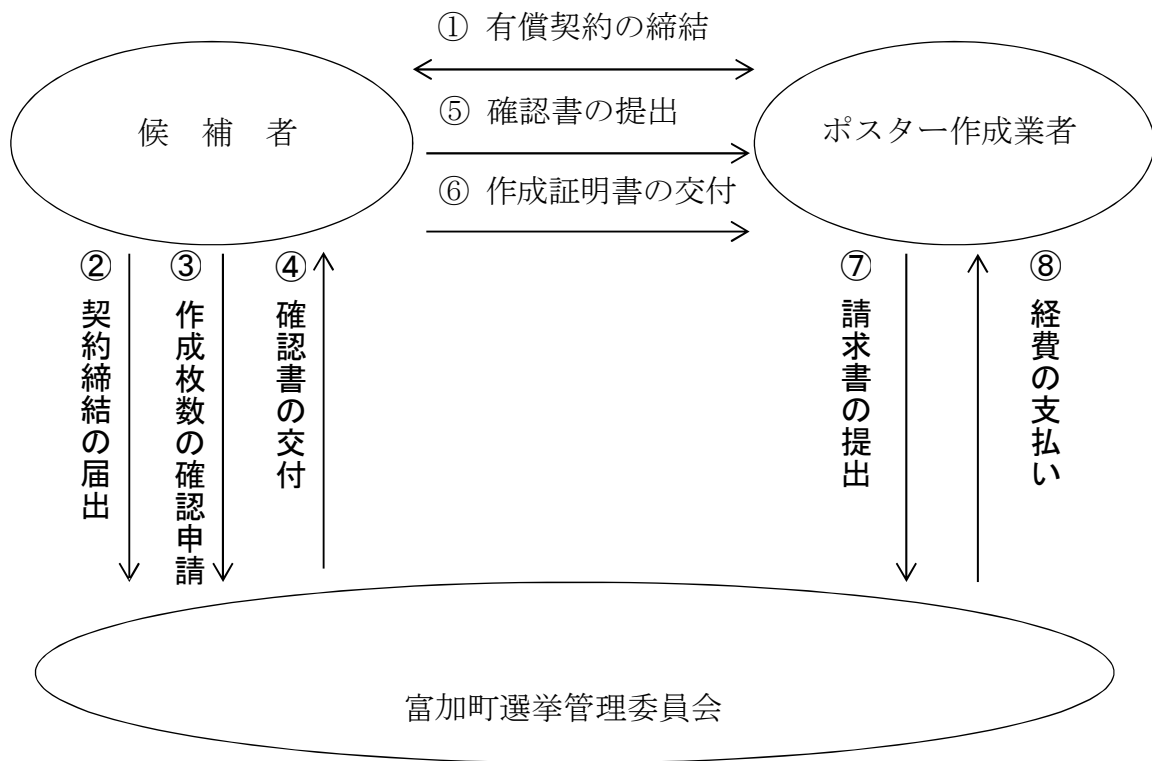 ① 有償契約の締結
候 補 者
⑤ 確認書の提出
ポスター作成業者
⑥ 作成証明書の交付
② 契約締結の届出
③ 作成枚数の確認申請
④ 確認書の交付
⑦ 請求書の提出
⑧ 経費の支払い
富加町選挙管理委員会